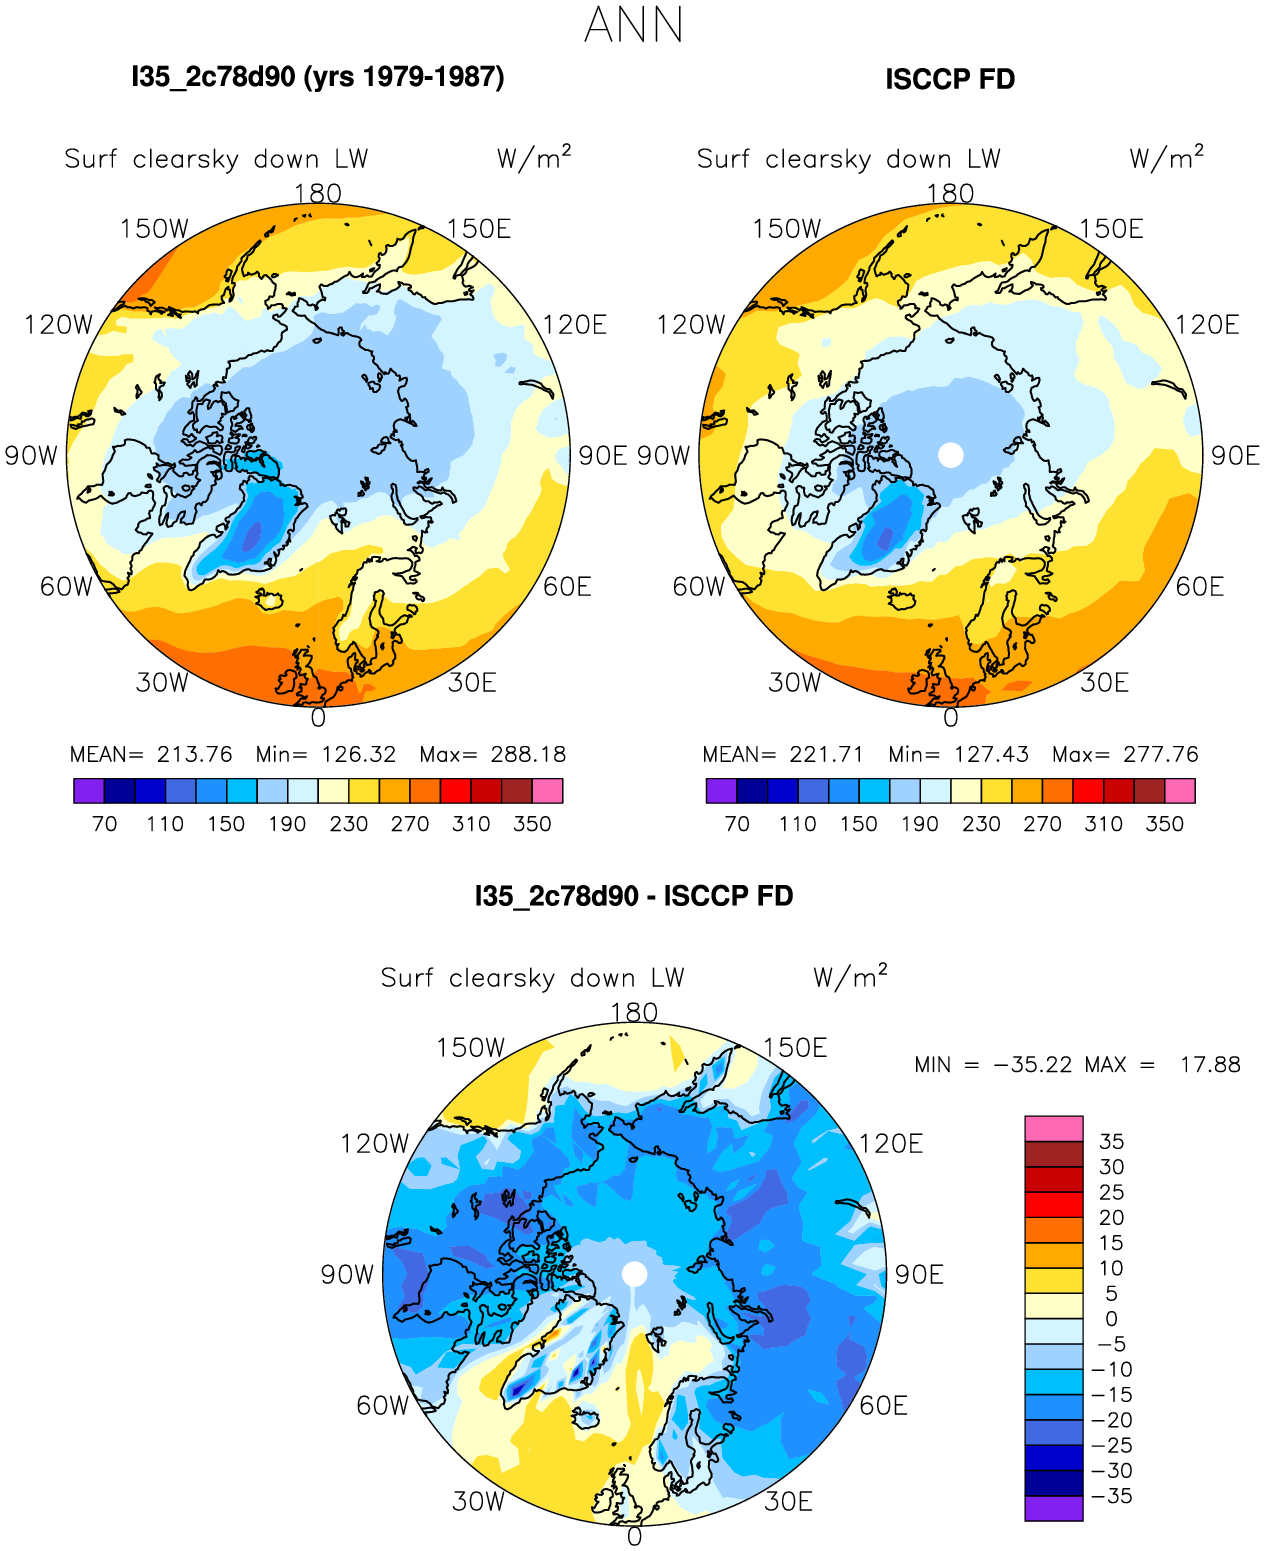 ANN
I35_2c78d90 (yrs 1979-1987)
ISCCP FD
Surf clearsky down LW W/m²
Surf clearsky down LW W/m²
180
150W 150E
120W 120E
90W 90E
60W 60E
30W 30E
0
180
150W 150E
120W 120E
90W 90E
60W 60E
30W 30E
0
MEAN= 213.76 Min= 126.32 Max= 288.18
MEAN= 221.71 Min= 127.43 Max= 277.76
70 110 150 190 230 270 310 350
70 110 150 190 230 270 310 350
I35_2c78d90 - ISCCP FD
Surf clearsky down LW W/m²
180
150W 150E
120W 120E
90W 90E
60W 60E
30W 30E
0
MIN = −35.22 MAX = 17.88
35
30
25
20
15
10
5
0
−5
−10
−15
−20
−25
−30
−35